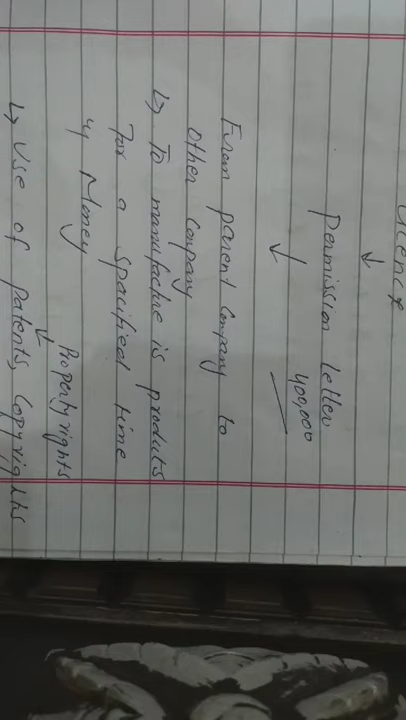 Licence
↓
Permission letter
↓ 400,000
From parent Company to
other Company
↳ To manufacture is products
For a specified time
↳ Money
Property rights
↙
↳ Use of patents, Copyrights